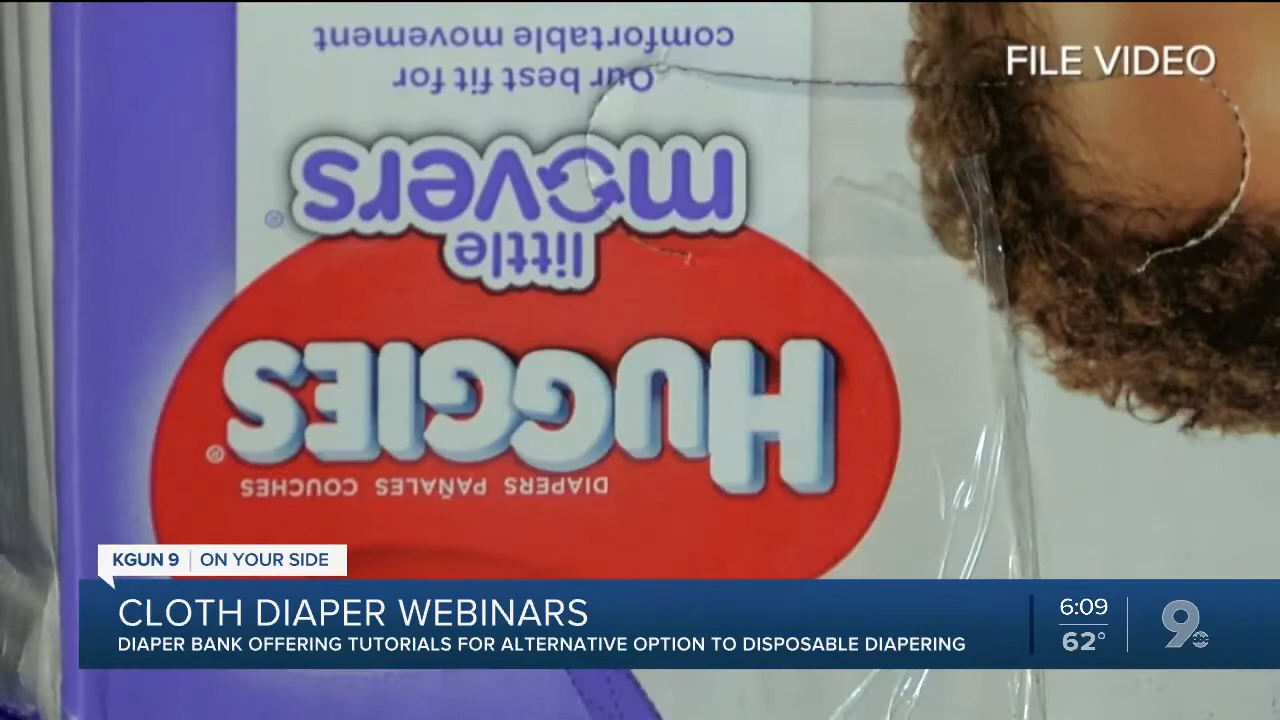 FILE VIDEO
Our best fit for
comfortable movement
little
movers®
HUGGIES®
DIAPERS PAÑALES COUCHES
KGUN 9 | ON YOUR SIDE
CLOTH DIAPER WEBINARS
DIAPER BANK OFFERING TUTORIALS FOR ALTERNATIVE OPTION TO DISPOSABLE DIAPERING
6:09
62°
9
abc